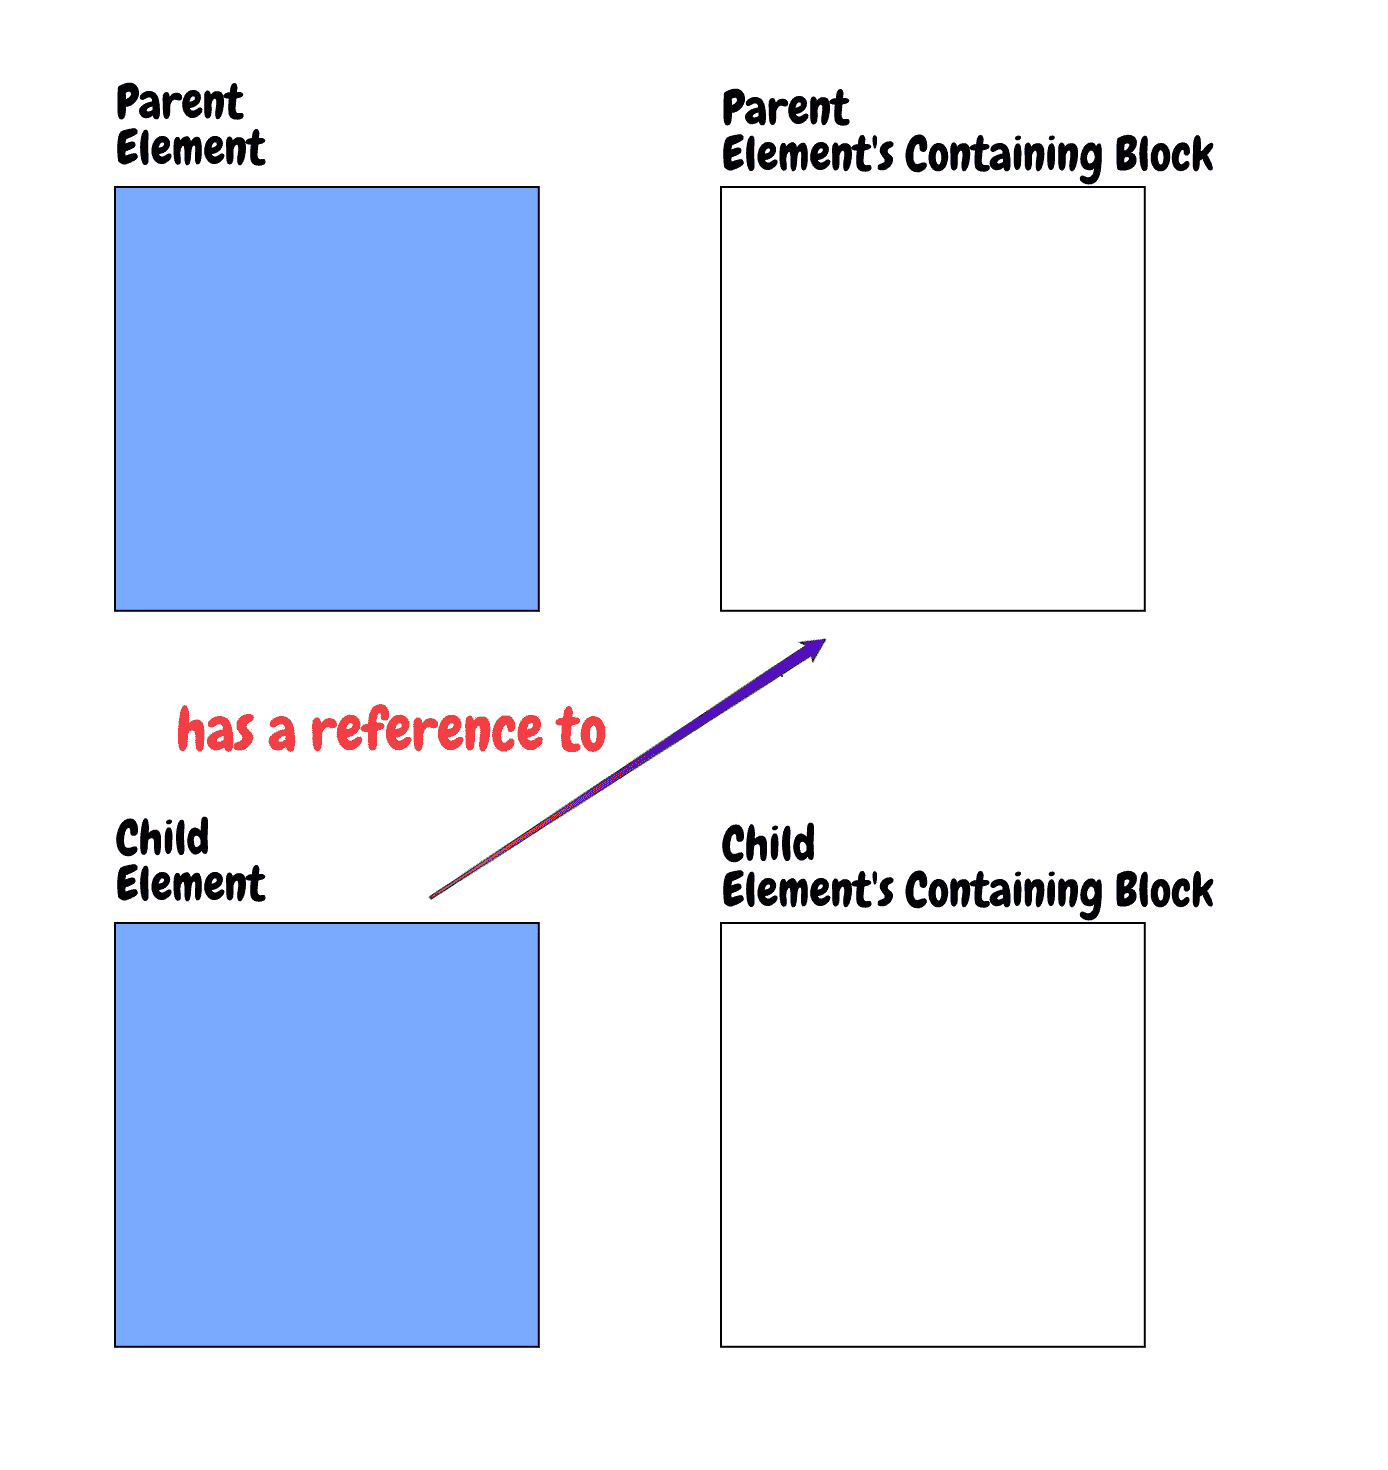 Parent
Element
Parent
Element's Containing Block
has a reference to
Child
Element
Child
Element's Containing Block